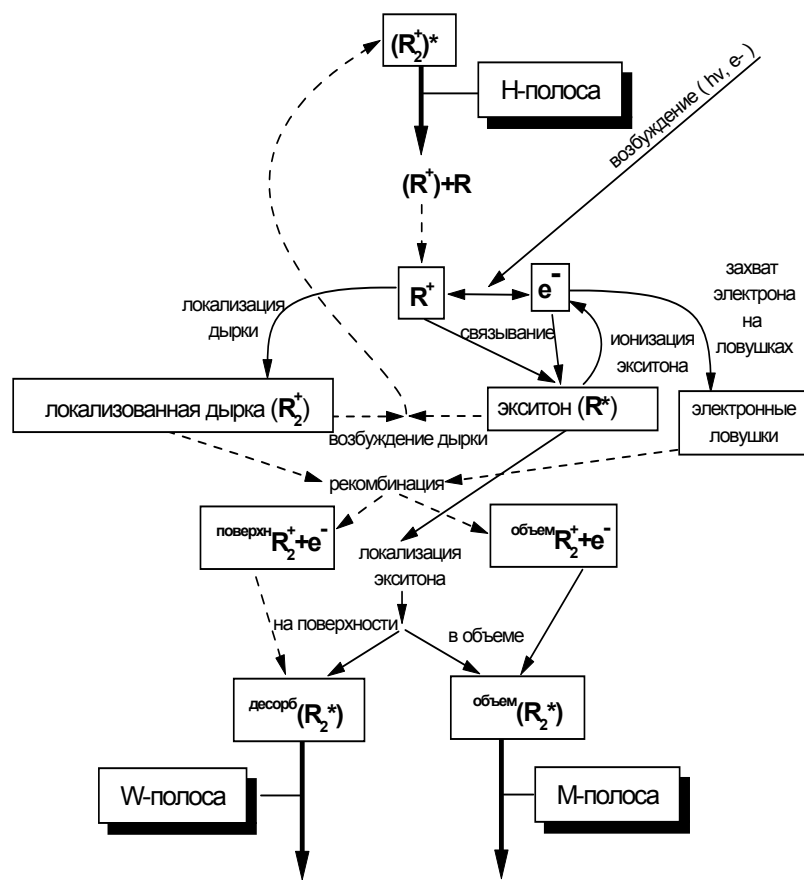 (R₂⁺)*
H-полоса
возбуждение ( hν, e-)
(R⁺)+R
R⁺
e⁻
захват
электрона
на
ловушках
локализация
дырки
связывание
ионизация
экситона
локализованная дырка (R₂⁺)
экситон (R*)
электронные
ловушки
возбуждение дырки
рекомбинация
поверхнR₂⁺+e⁻
объемR₂⁺+e⁻
локализация
экситона
на поверхности
в объеме
десорб(R₂*)
объем(R₂*)
W-полоса
M-полоса